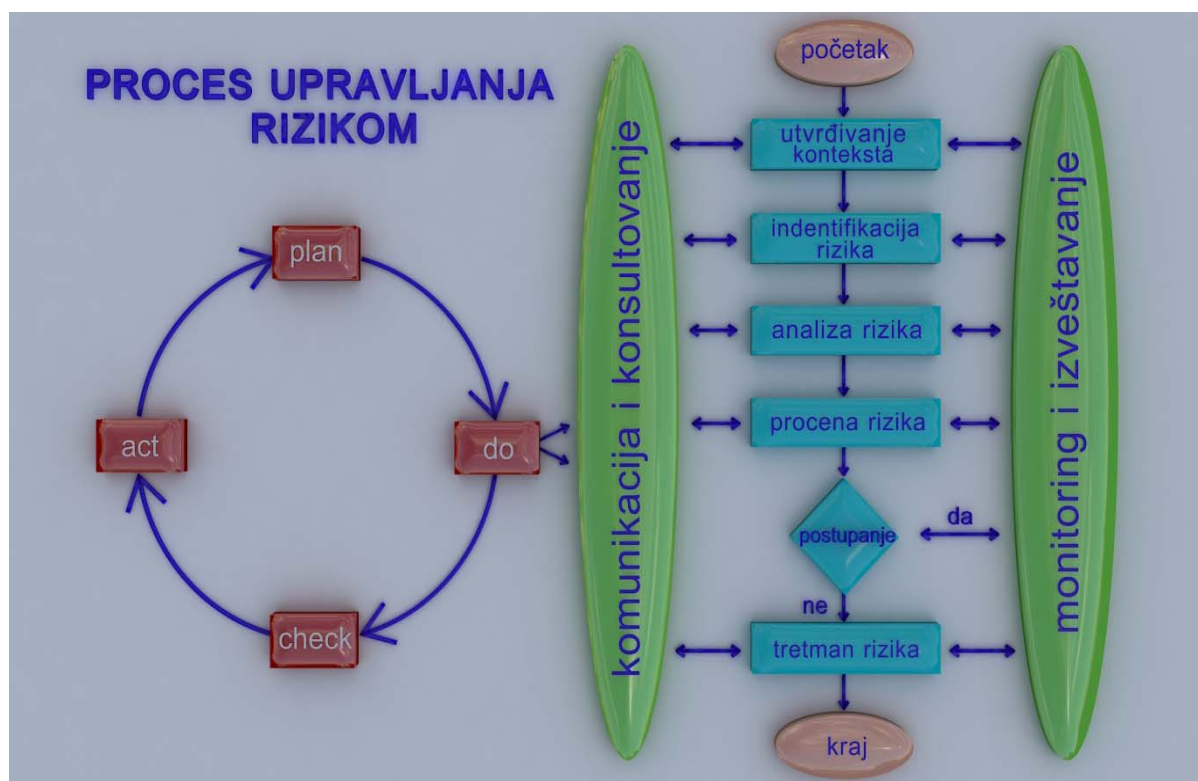 PROCES UPRAVLJANJA
RIZIKOM
plan
do
check
act
komunikacija i konsultovanje
početak
utvrđivanje
konteksta
indentifikacija
rizika
analiza rizika
procena rizika
postupanje
da
ne
tretman rizika
kraj
monitoring i izveštavanje